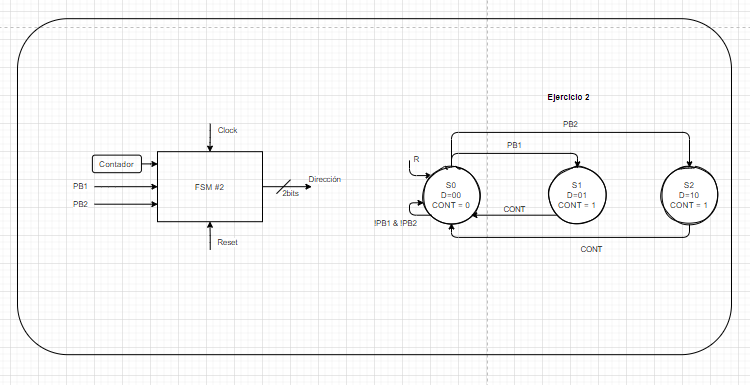 Ejercicio 2
Clock
Contador
PB1
PB2
FSM #2
Dirección
2bits
Reset
PB2
PB1
R
S0
D=00
CONT = 0
S1
D=01
CONT = 1
S2
D=10
CONT = 1
CONT
!PB1 & !PB2
CONT